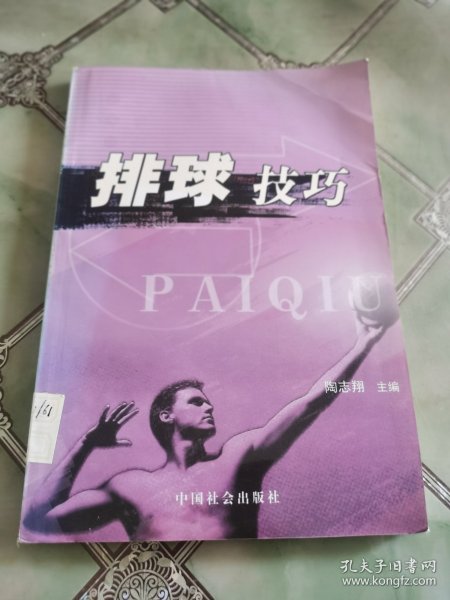 排球 技巧
PAIQIU
陶志翔 主编
/61
中国社会出版社
孔夫子旧书网
www.kongfz.com